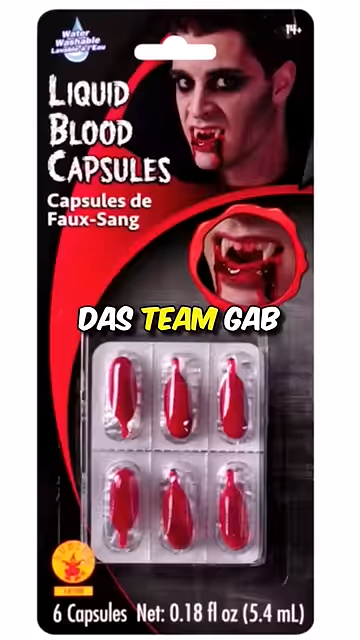 Water
Washable
Lavable à l'Eau
14+
LIQUID
BLOOD
CAPSULES
Capsules de
Faux-Sang
DAS TEAM GAB
6 Capsules Net: 0.18 fl oz (5.4 mL)